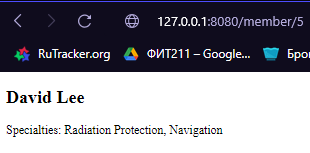 127.0.0.1:8080/member/5
RuTracker.org ФИТ211 – Google... Бро
David Lee
Specialties: Radiation Protection, Navigation